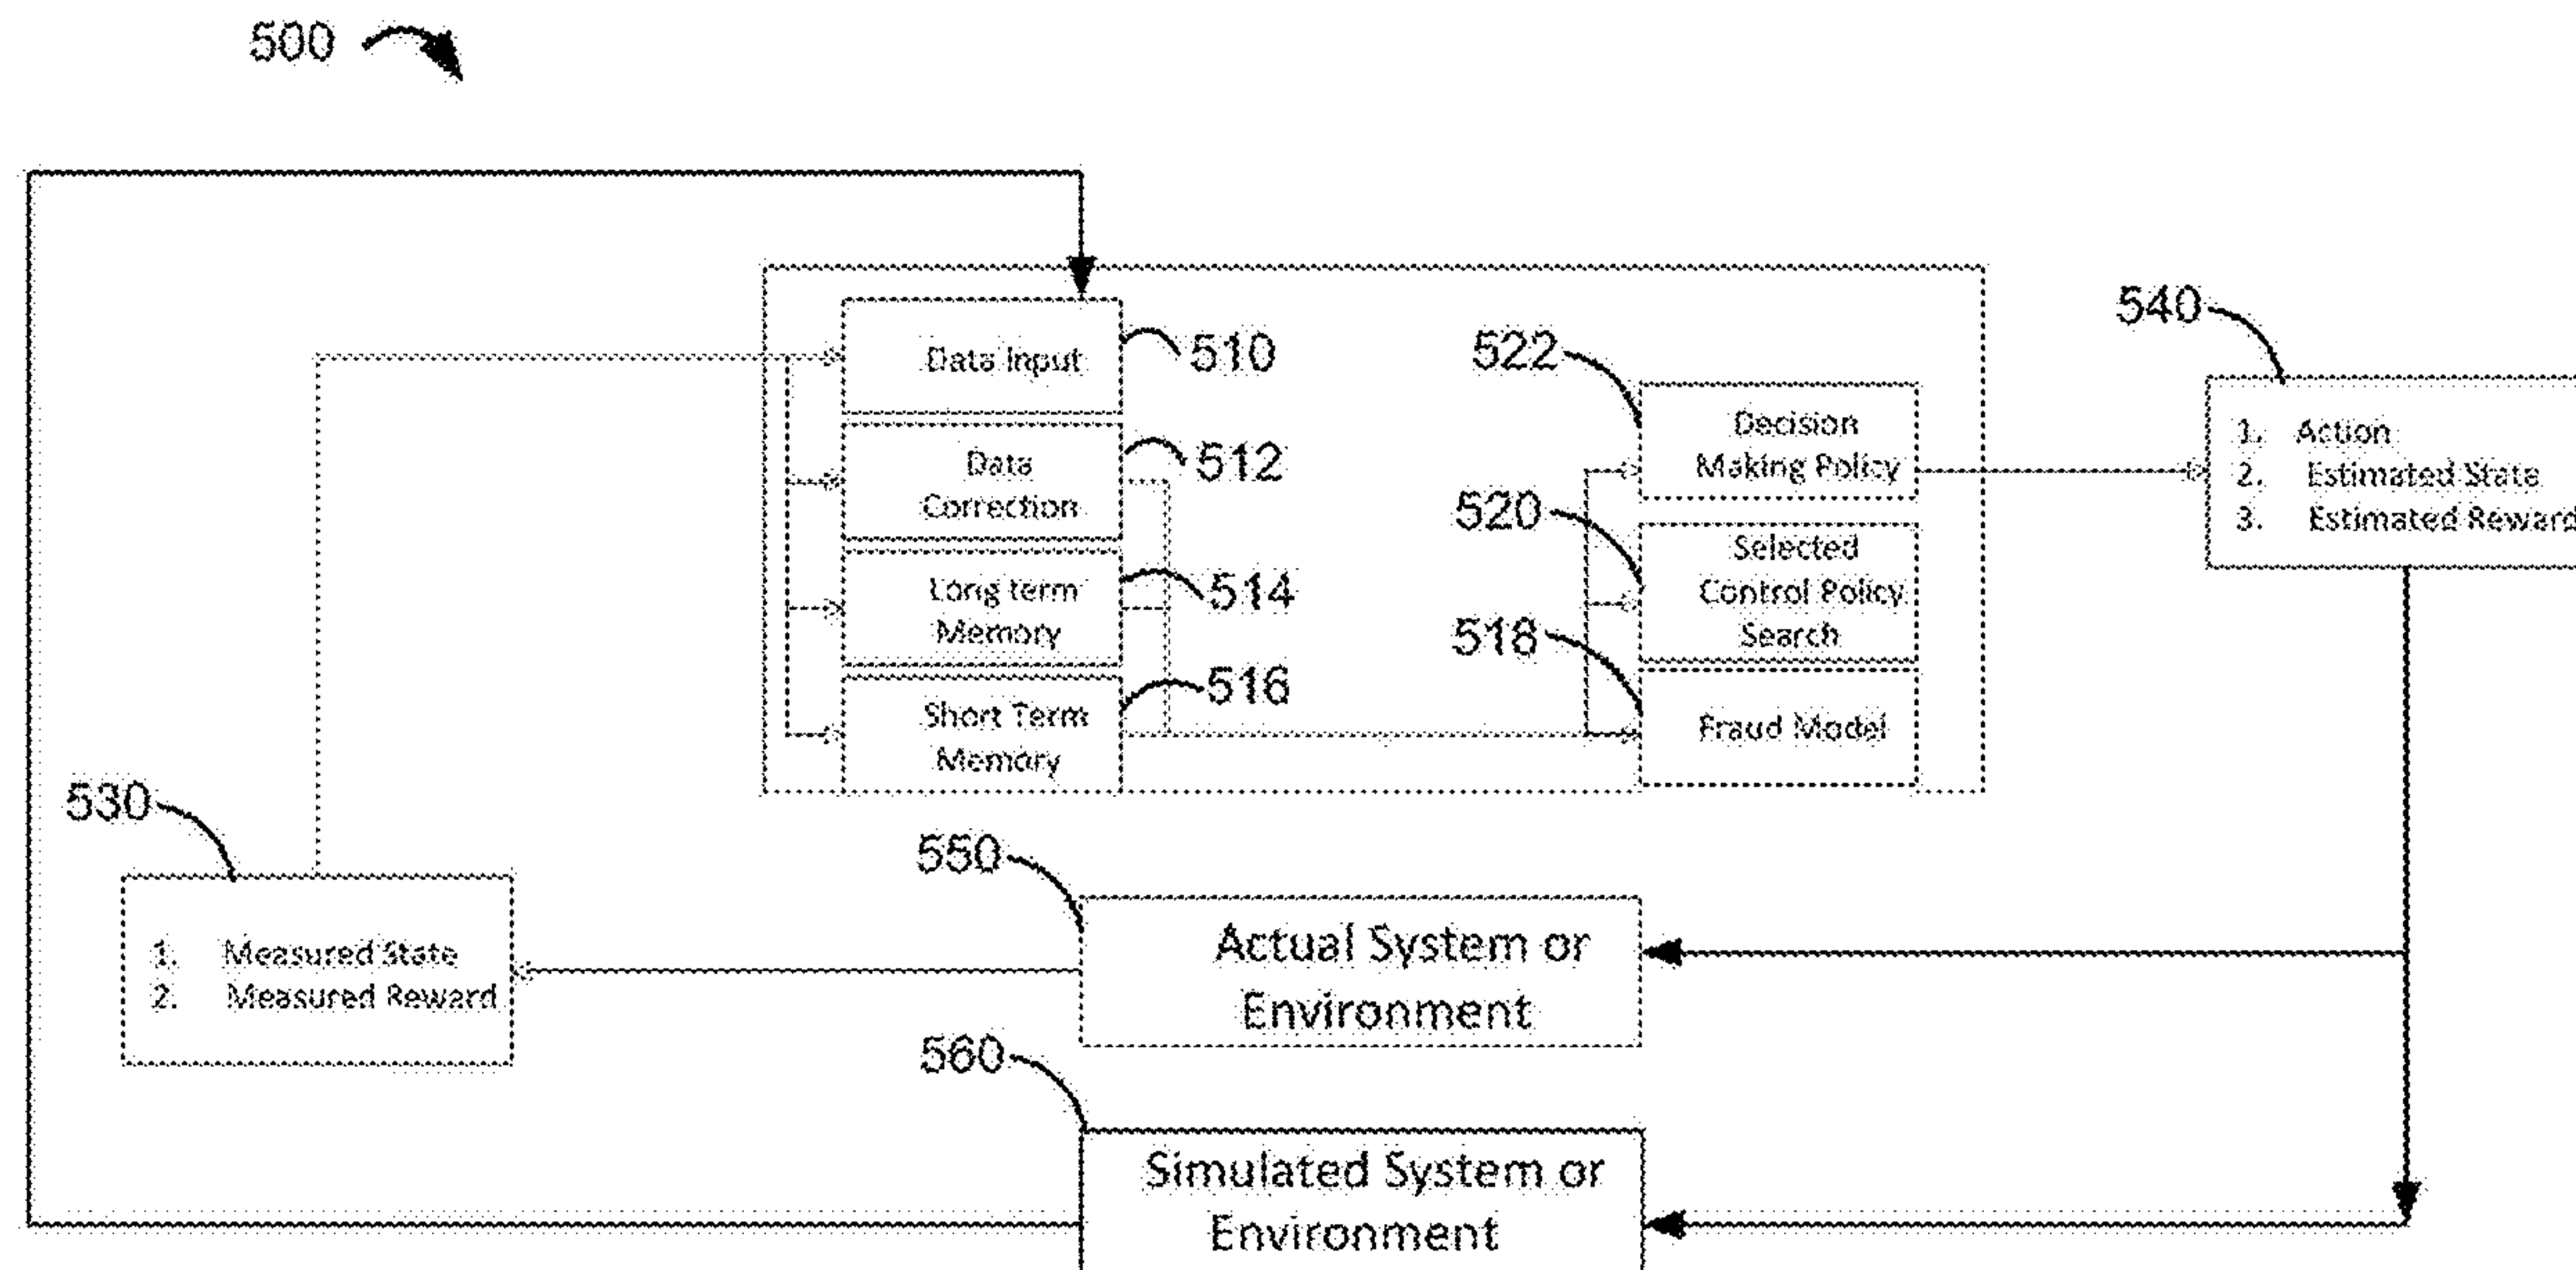 500
Data Input
510
Data
Correction
512
Long term
Memory
514
Short Term
Memory
516
522
Decision
Making Policy
520
Selected
Control Policy
Search
518
Fraud Model
540
1. Action
2. Estimated State
3. Estimated Reward
530
1. Measured State
2. Measured Reward
550
Actual System or
Environment
560
Simulated System or
Environment